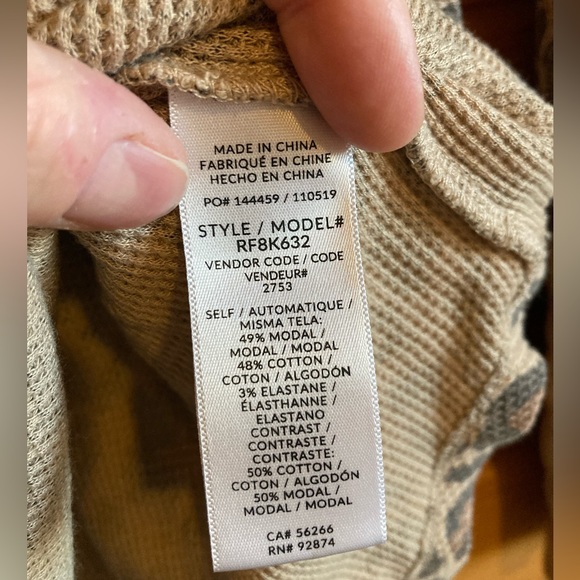 MADE IN CHINA
FABRIQUÉ EN CHINE
HECHO EN CHINA
PO# 144459 / 110519
STYLE / MODEL#
RF8K632
VENDOR CODE / CODE
VENDEUR#
2753
SELF / AUTOMATIQUE /
MISMA TELA:
49% MODAL /
MODAL / MODAL
48% COTTON /
COTON / ALGODÓN
3% ELASTANE /
ÉLASTHANNE /
ELASTANO
CONTRAST /
CONTRASTE /
CONTRASTE:
50% COTTON /
COTON / ALGODÓN
50% MODAL /
MODAL / MODAL
CA# 56266
RN# 92874